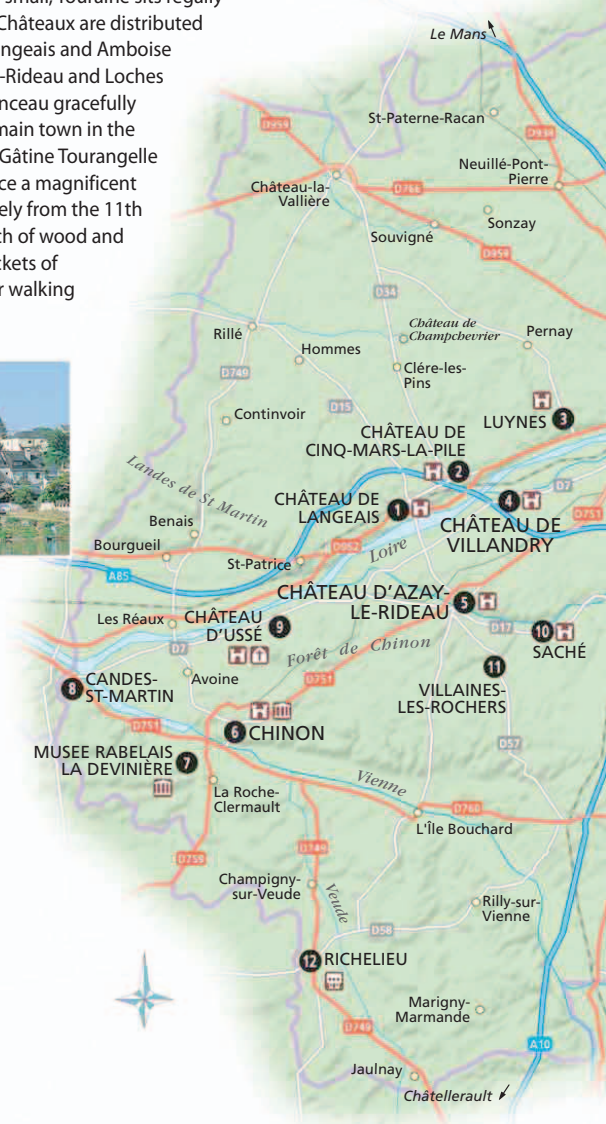 small, Touraine sits regally
Châteaux are distributed
ngeais and Amboise
-Rideau and Loches
nceau gracefully
main town in the
Gâtine Tourangelle
ce a magnificent
ely from the 11th
th of wood and
ckets of
r walking
Le Mans
St-Paterne-Racan
D959
D938
Neuillé-Pont-
Pierre
Château-la-
Vallière
D766
Sonzay
Souvigné
D959
D34
Château de
Champchevrier
Pernay
Rillé
Hommes
Clére-les-
Pins
D749
D15
Continvoir
LUYNES 3
CHÂTEAU DE
CINQ-MARS-LA-PILE
2
D7
Landes de St Martin
CHÂTEAU DE
LANGEAIS
1
4
D751
CHÂTEAU DE
VILLANDRY
Benais
Bourgueil
D952
Loire
St-Patrice
A85
CHÂTEAU D'AZAY-
LE-RIDEAU
5
Les Réaux
CHÂTEAU
D'USSÉ
9
D17
10
SACHÉ
D7
Forêt de Chinon
11
8 CANDES-
ST-MARTIN
Avoine
D751
VILLAINES-
LES-ROCHERS
D751
6 CHINON
D57
MUSEE RABELAIS
LA DEVINIÈRE
7
La Roche-
Clermault
Vienne
D760
L'Île Bouchard
D759
D749
Champigny-
sur-Veude
Veude
Rilly-sur-
Vienne
D58
12 RICHELIEU
Marigny-
Marmande
D749
A10
Jaulnay
Châtellerault